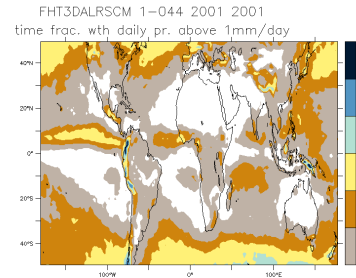 FHT3DALRSCM 1-044 2001 2001
time frac. wth daily pr. above 1mm/day
40°N
20°N
0°
20°S
40°S
100°W
0°
100°E